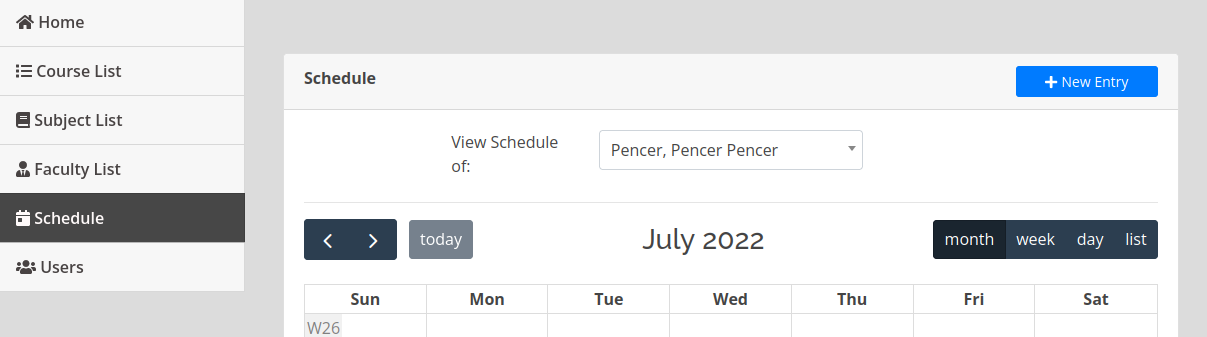 Home
Course List
Subject List
Faculty List
Schedule
Users
Schedule
New Entry
View Schedule
of:
Pencer, Pencer Pencer
today
July 2022
month week day list
Sun Mon Tue Wed Thu Fri Sat
W26